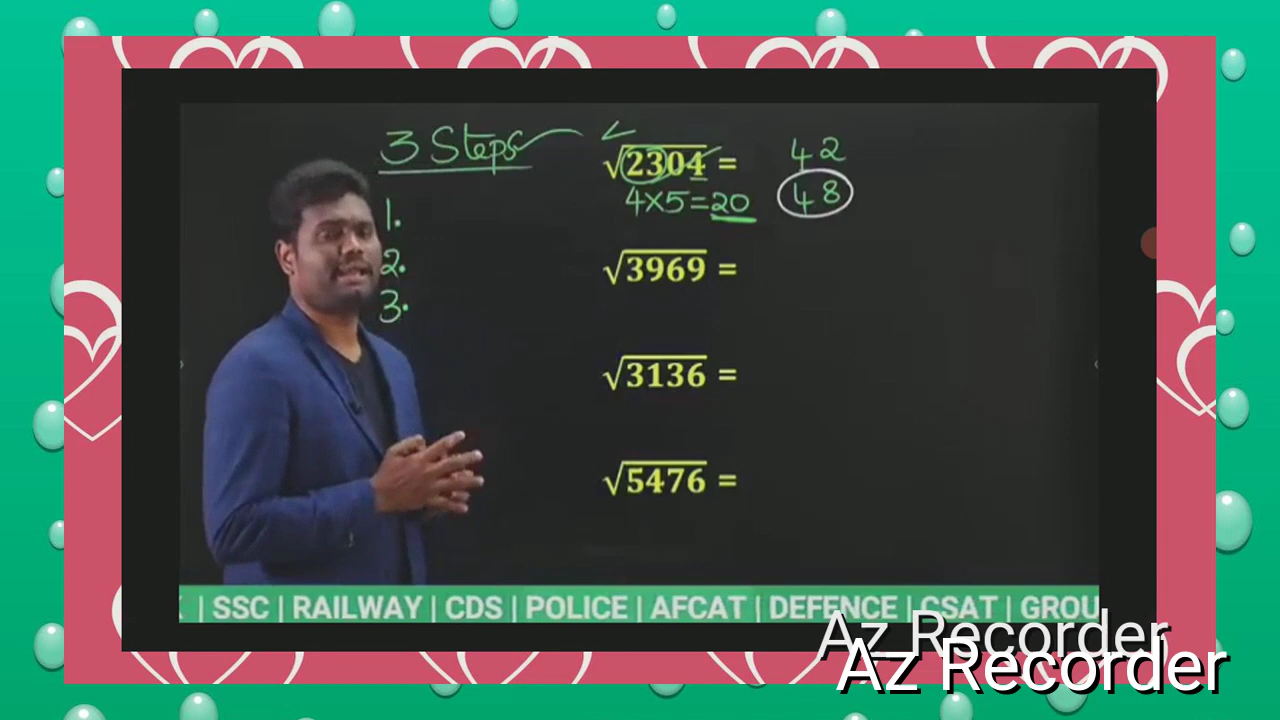 3 Steps
1.
2.
3.
√2304 =
4×5=20
42
48
√3969 =
√3136 =
√5476 =
| SSC | RAILWAY | CDS | POLICE | AFCAT | DEFENCE | CSAT | GROU
Az Recorder
Az Recorder